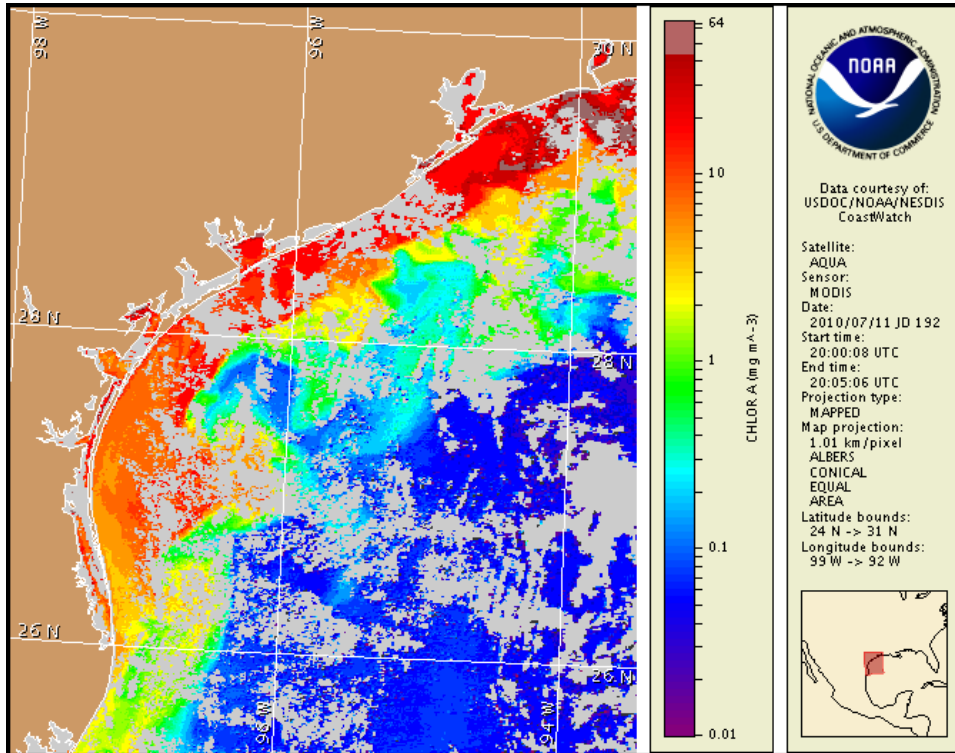 98 W
96 W
30 N
28 N
28 N
26 N
26 N
96 W
94 W
64
10
1
0.1
0.01
CHLOR A (mg m^-3)
NATIONAL OCEANIC AND ATMOSPHERIC ADMINISTRATION
NOAA
U.S. DEPARTMENT OF COMMERCE
Data courtesy of:
USDOC/NOAA/NESDIS
CoastWatch
Satellite:
AQUA
Sensor:
MODIS
Date:
2010/07/11 JD 192
Start time:
20:00:08 UTC
End time:
20:05:06 UTC
Projection type:
MAPPED
Map projection:
1.01 km/pixel
ALBERS
CONICAL
EQUAL
AREA
Latitude bounds:
24 N -> 31 N
Longitude bounds:
99 W -> 92 W